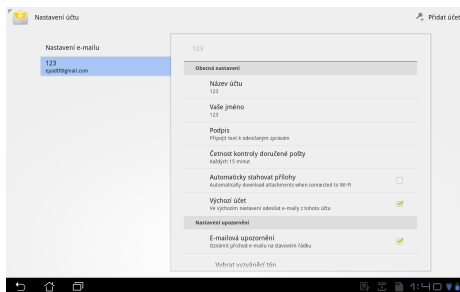 Nastavení účtu
Přidat účet
Nastavení e-mailu
123
epadtf@gmail.com
123
Obecná nastavení
Název účtu
123
Vaše jméno
123
Podpis
Připojit text k odesílaným zprávám
Četnost kontroly doručené pošty
Každých 15 minut
Automaticky stahovat přílohy
Automatically download attachments when connected to Wi-Fi
Výchozí účet
Ve výchozím nastavení odesílat e-maily z tohoto účtu
Nastavení upozornění
E-mailová upozornění
Oznámit příchod e-mailu na stavovém řádku
Vybrat vyzváněcí tón
1:40